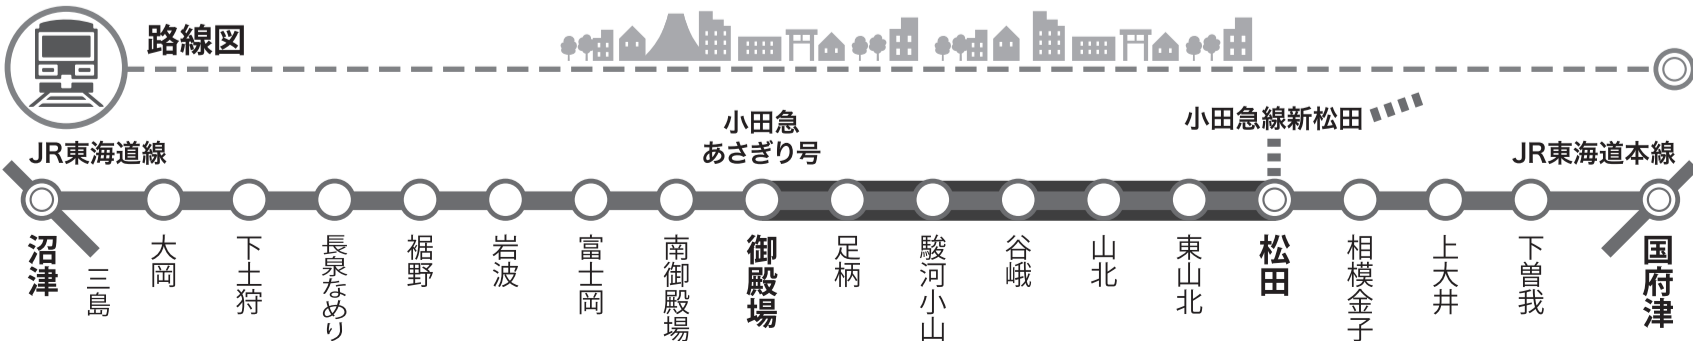 路線図
小田急
あさぎり号
小田急線新松田
JR東海道線
JR東海道本線
沼津
三島
大岡
下土狩
長泉なめり
裾野
岩波
富士岡
南御殿場
御殿場
足柄
駿河小山
谷峨
山北
東山北
松田
相模金子
上大井
下曽我
国府津